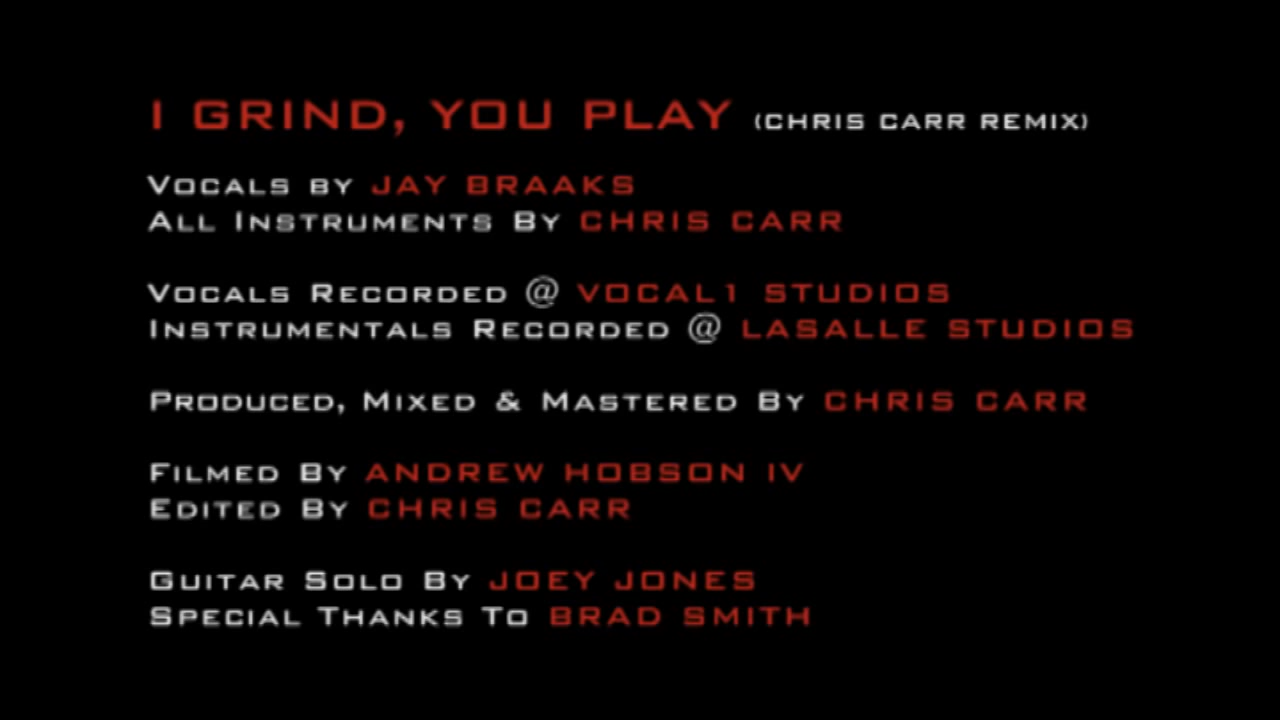 I GRIND, YOU PLAY (CHRIS CARR REMIX)
VOCALS BY JAY BRAAKS
ALL INSTRUMENTS BY CHRIS CARR
VOCALS RECORDED @ VOCAL1 STUDIOS
INSTRUMENTALS RECORDED @ LASALLE STUDIOS
PRODUCED, MIXED & MASTERED BY CHRIS CARR
FILMED BY ANDREW HOBSON IV
EDITED BY CHRIS CARR
GUITAR SOLO BY JOEY JONES
SPECIAL THANKS TO BRAD SMITH